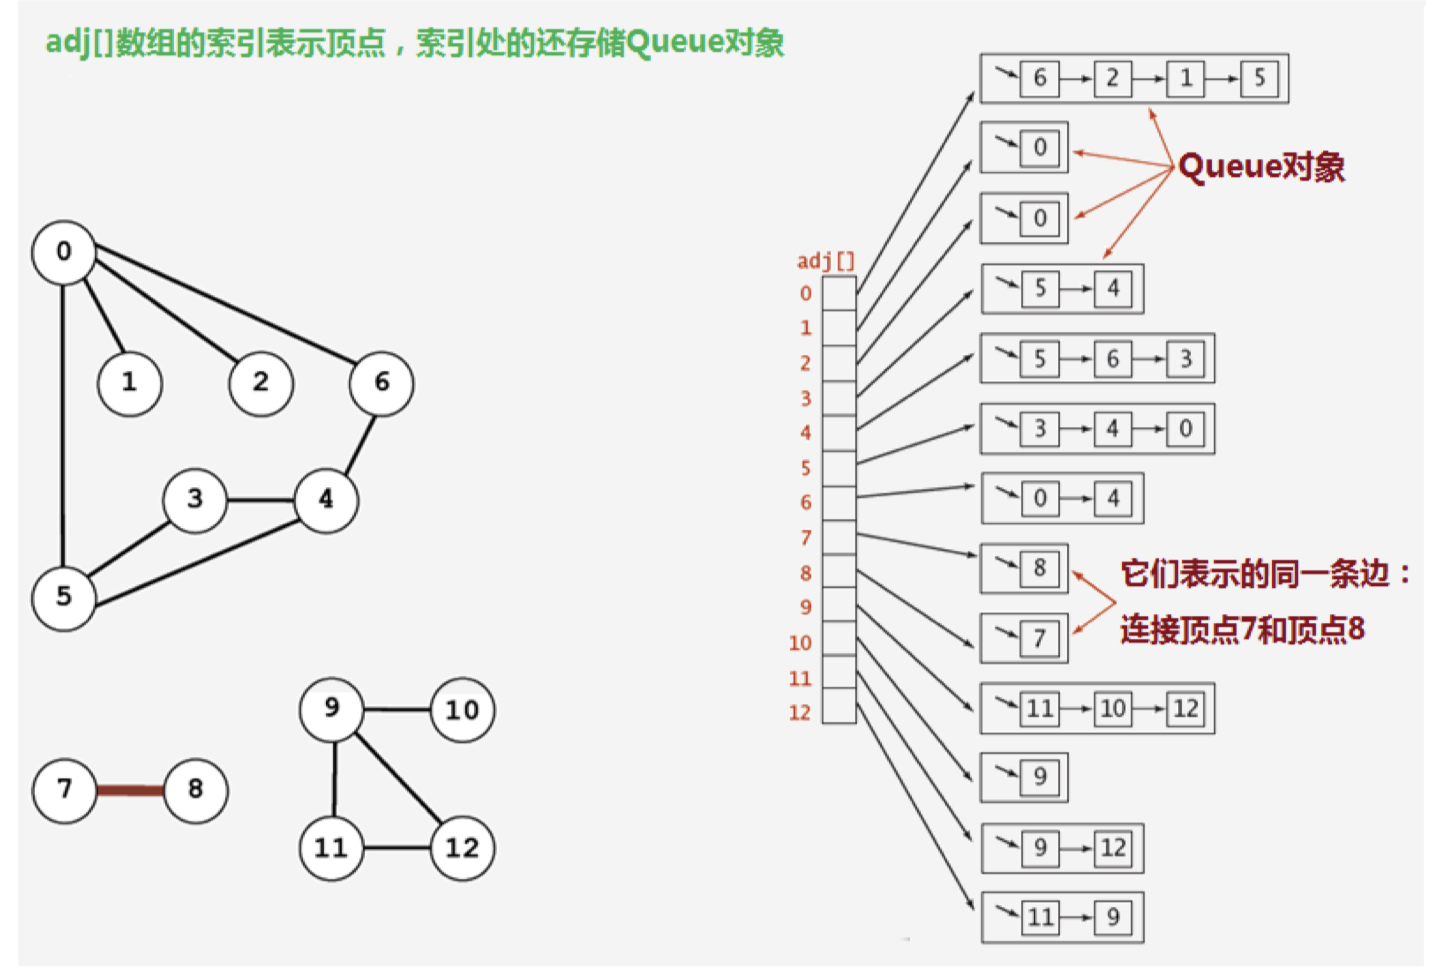 adj[]数组的索引表示顶点，索引处的还存储Queue对象
6 2 1 5
0
Queue对象
0
adj[]
0 5 4
1
2 5 6 3
3
4 3 4 0
5
6 0 4
7
8 8
它们表示的同一条边：
9 7
连接顶点7和顶点8
10
11 11 10 12
12
9
9 12
11 9
0
1 2 6
3 4
5
9 10
7 8
11 12